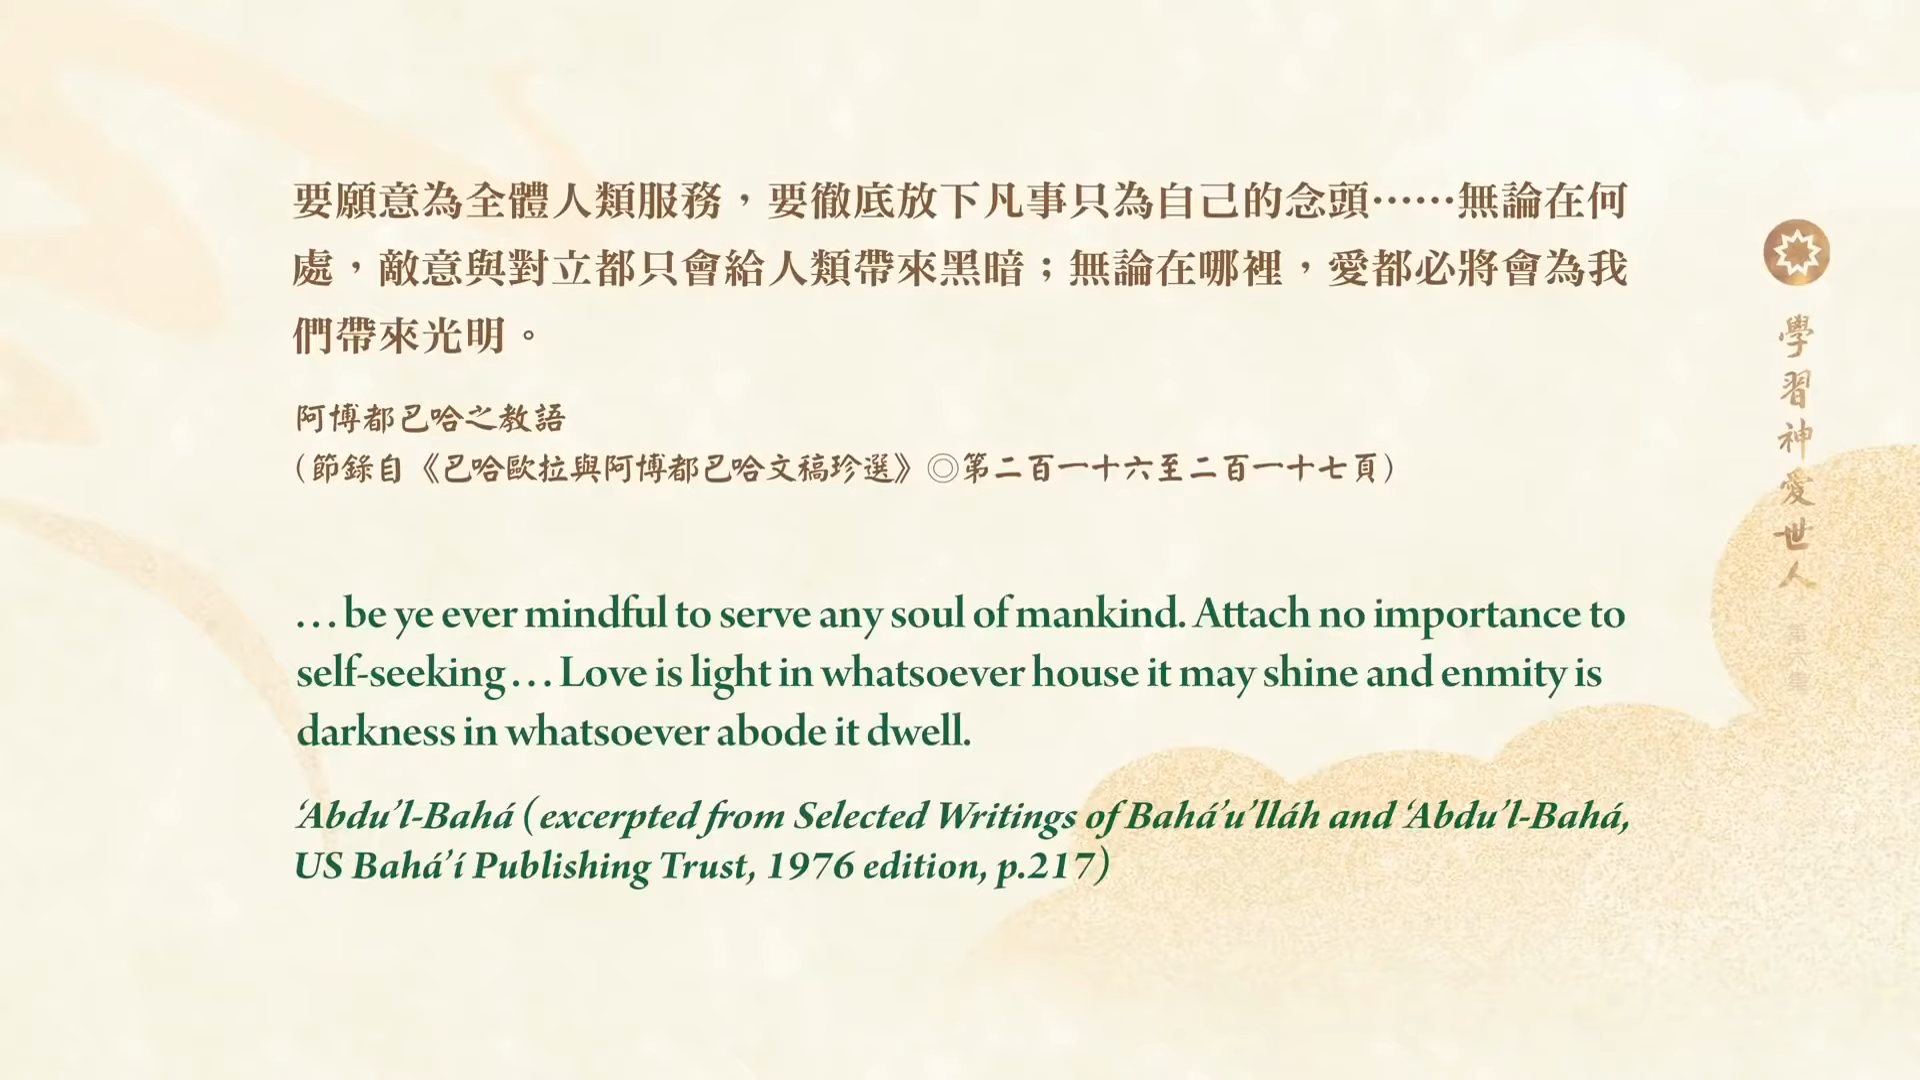 要願意為全體人類服務，要徹底放下凡事只為自己的念頭……無論在何
處，敵意與對立都只會給人類帶來黑暗；無論在哪裡，愛都必將會為我
們帶來光明。
阿博都巴哈之教語
（節錄自《巴哈歐拉與阿博都巴哈文稿珍選》◎第二百一十六至二百一十七頁）
…be ye ever mindful to serve any soul of mankind. Attach no importance to
self-seeking… Love is light in whatsoever house it may shine and enmity is
darkness in whatsoever abode it dwell.
‘Abdu’l-Bahá (excerpted from Selected Writings of Bahá’u’lláh and ‘Abdu’l-Bahá,
US Bahá’í Publishing Trust, 1976 edition, p.217)
學習神愛世人
第六集